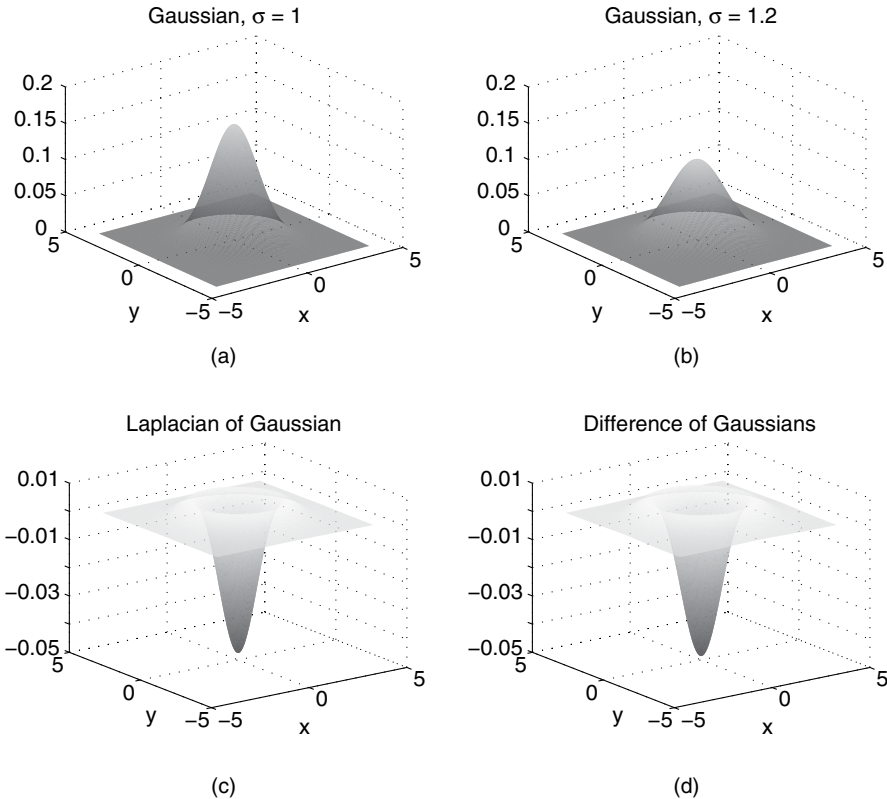 Gaussian, σ = 1
0.2
0.15
0.1
0.05
0
5
0
−5
−5
0
5
y
x
(a)
Gaussian, σ = 1.2
0.2
0.15
0.1
0.05
0
5
0
−5
−5
0
5
y
x
(b)
Laplacian of Gaussian
0.01
−0.01
−0.03
−0.05
5
0
−5
−5
0
5
y
x
(c)
Difference of Gaussians
0.01
−0.01
−0.03
−0.05
5
0
−5
−5
0
5
y
x
(d)